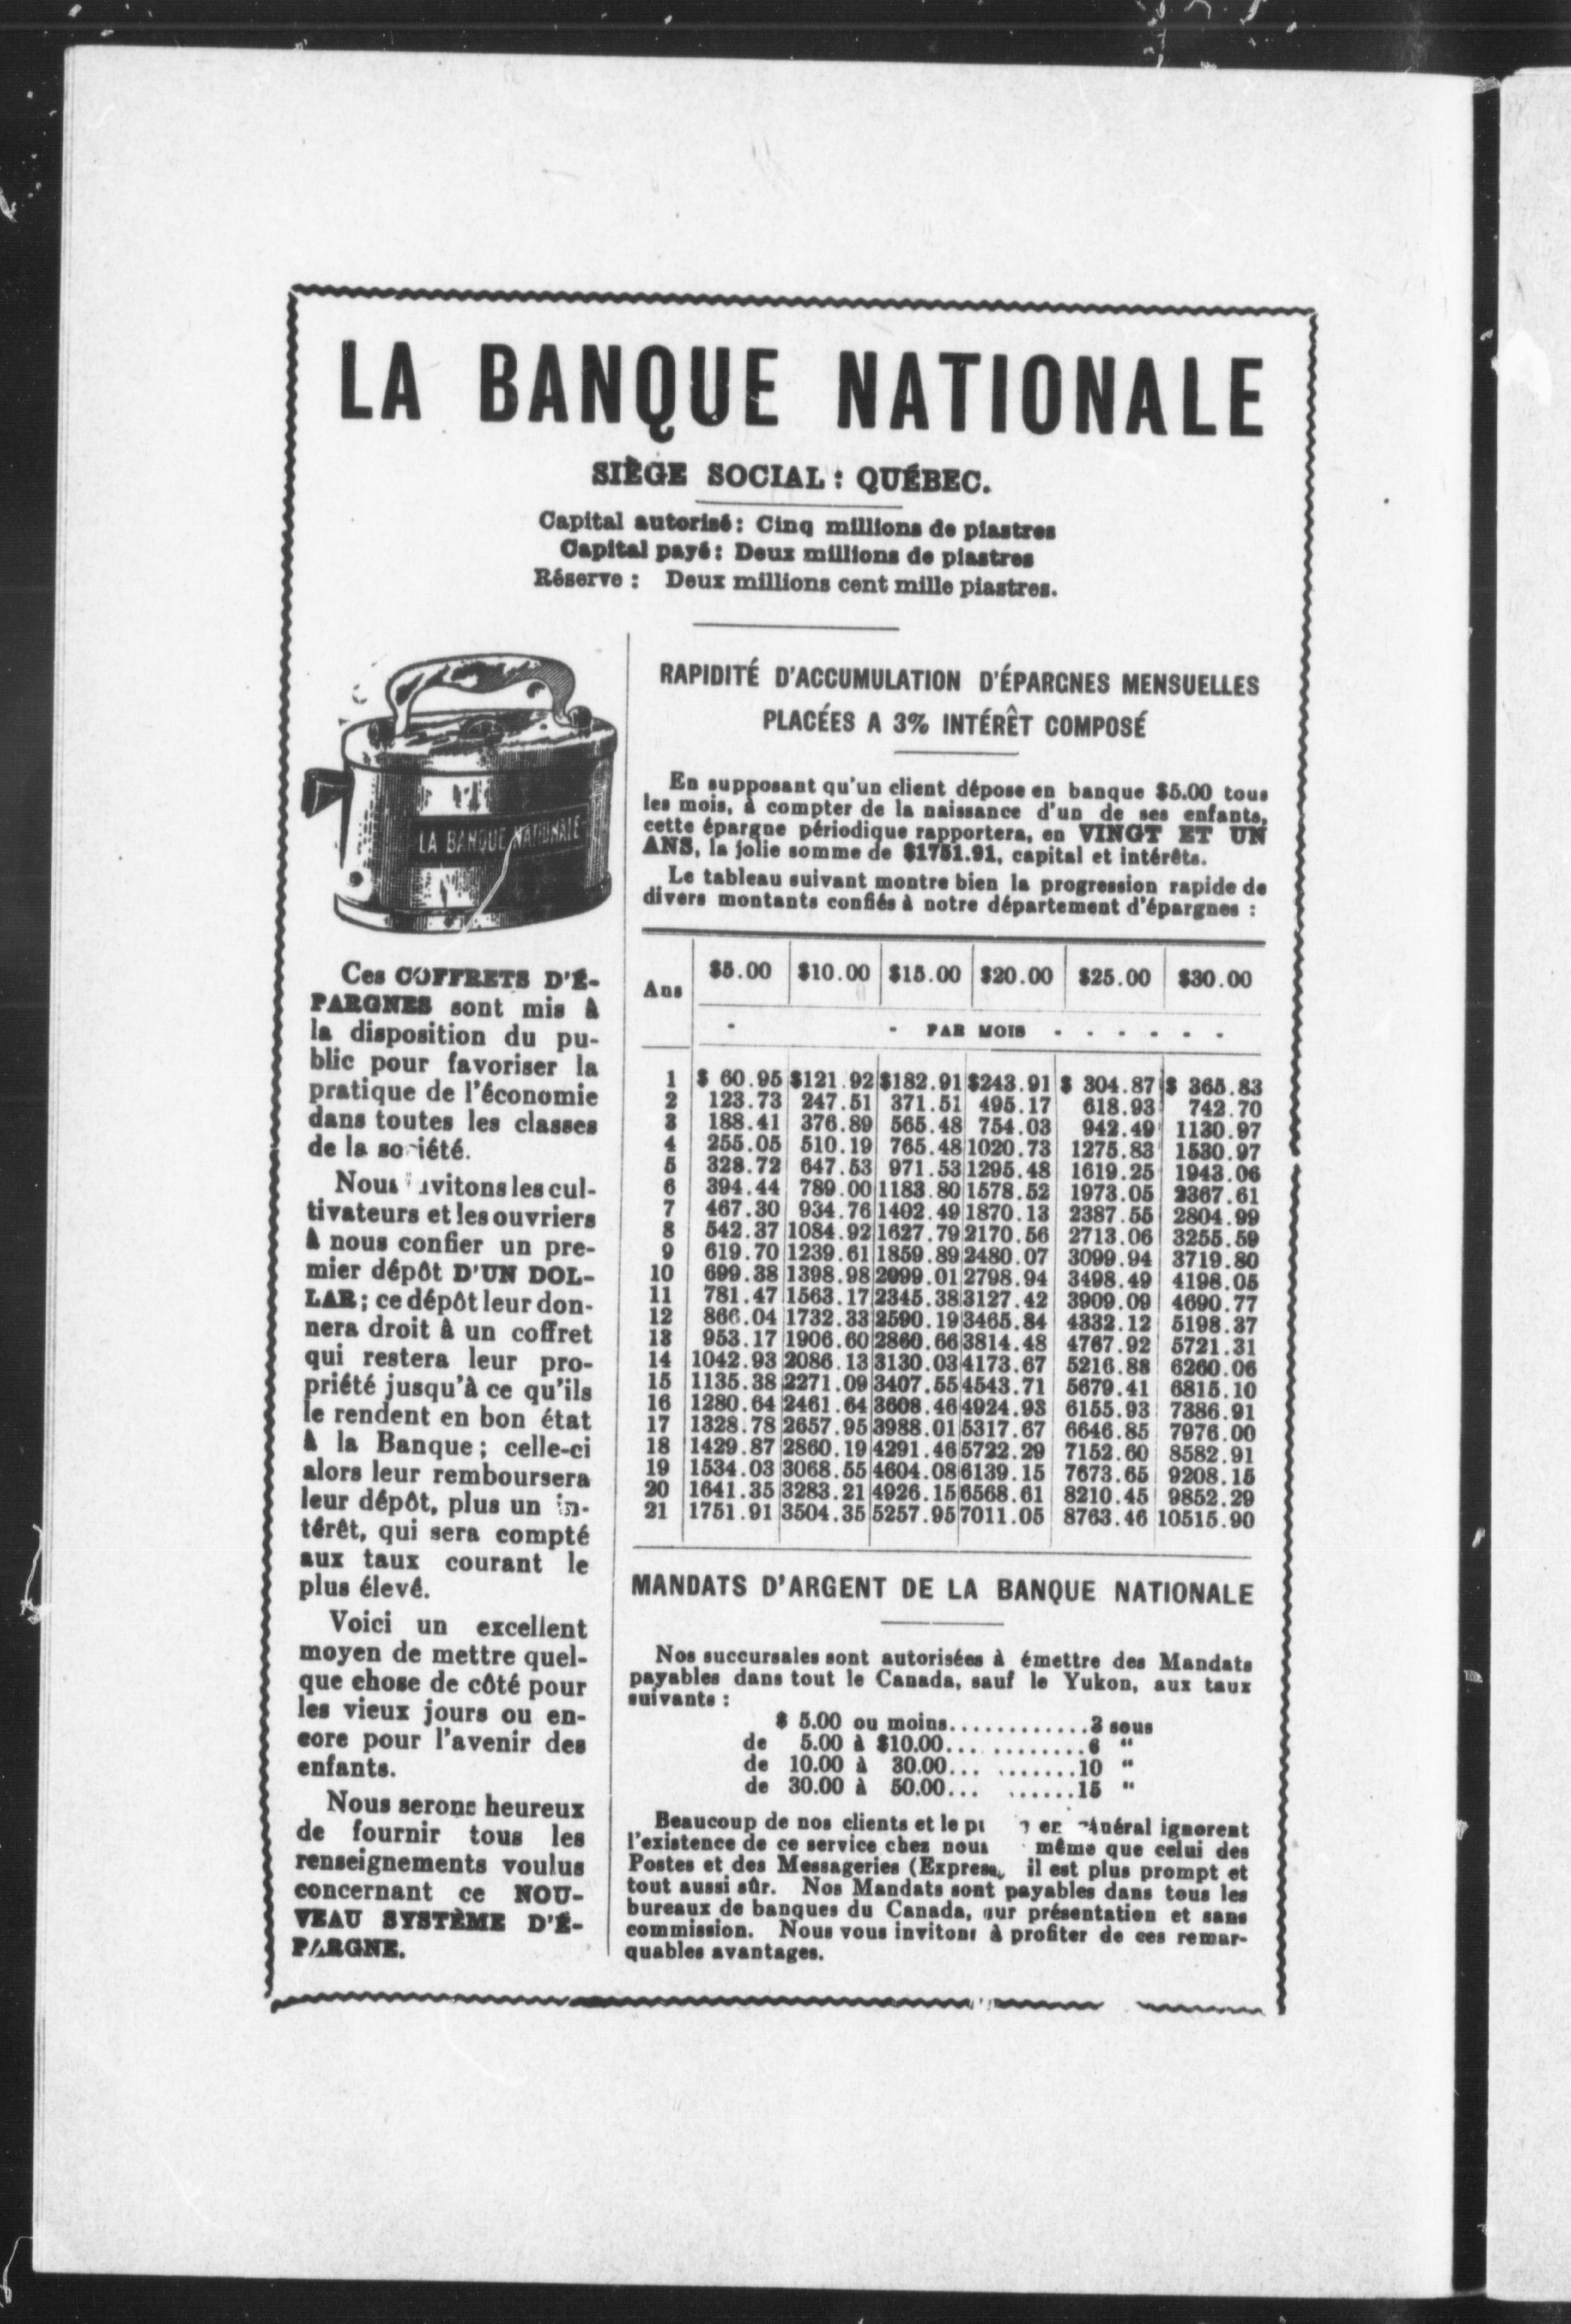 LA BANQUE NATIONALE
SIÈGE SOCIAL : QUÉBEC.
Capital autorisé : Cinq millions de piastres
Capital payé : Deux millions de piastres
Réserve : Deux millions cent mille piastres.
LA BANQUE NATIONALE
Ces COFFRETS D'É-
PARGNES sont mis à
la disposition du pu-
blic pour favoriser la
pratique de l'économie
dans toutes les classes
de la société.
Nous invitons les cul-
tivateurs et les ouvriers
à nous confier un pre-
mier dépôt D'UN DOL-
LAR ; ce dépôt leur don-
nera droit à un coffret
qui restera leur pro-
priété jusqu'à ce qu'ils
le rendent en bon état
à la Banque ; celle-ci
alors leur remboursera
leur dépôt, plus un in-
térêt, qui sera compté
aux taux courant le
plus élevé.
Voici un excellent
moyen de mettre quel-
que chose de côté pour
les vieux jours ou en-
core pour l'avenir des
enfants.
Nous serons heureux
de fournir tous les
renseignements voulus
concernant ce NOU-
VEAU SYSTÈME D'É-
PARGNE.
RAPIDITÉ D'ACCUMULATION D'ÉPARGNES MENSUELLES
PLACÉES A 3% INTÉRÊT COMPOSÉ
En supposant qu'un client dépose en banque $5.00 tous
les mois, à compter de la naissance d'un de ses enfants,
cette épargne périodique rapportera, en VINGT ET UN
ANS, la jolie somme de $1751.91, capital et intérêts.
Le tableau suivant montre bien la progression rapide de
divers montants confiés à notre département d'épargnes :
Ans $5.00 $10.00 $15.00 $20.00 $25.00 $30.00
- - PAR MOIS - - - - - -
1 $ 60.95 $121.92 $182.91 $243.91 $ 304.87 $ 365.83
2 123.73 247.51 371.51 495.17 618.93 742.70
3 188.41 376.89 565.48 754.03 942.49 1130.97
4 255.05 510.19 765.48 1020.73 1275.83 1530.97
5 328.72 647.53 971.53 1295.48 1619.25 1943.06
6 394.44 789.00 1183.80 1578.52 1973.05 2367.61
7 467.30 934.76 1402.49 1870.13 2387.55 2804.99
8 542.37 1084.92 1627.79 2170.56 2713.06 3255.59
9 619.70 1239.61 1859.89 2480.07 3099.94 3719.80
10 699.38 1398.98 2099.01 2798.94 3498.49 4198.05
11 781.47 1563.17 2345.38 3127.42 3909.09 4690.77
12 866.04 1732.33 2590.19 3465.84 4332.12 5198.37
13 953.17 1906.60 2860.66 3814.48 4767.92 5721.31
14 1042.93 2086.13 3130.03 4173.67 5216.88 6260.06
15 1135.38 2271.09 3407.55 4543.71 5679.41 6815.10
16 1280.64 2461.64 3608.46 4924.93 6155.93 7386.91
17 1328.78 2657.95 3988.01 5317.67 6646.85 7976.00
18 1429.87 2860.19 4291.46 5722.29 7152.60 8582.91
19 1534.03 3068.55 4604.08 6139.15 7673.65 9208.15
20 1641.35 3283.21 4926.15 6568.61 8210.45 9852.29
21 1751.91 3504.35 5257.95 7011.05 8763.46 10515.90
MANDATS D'ARGENT DE LA BANQUE NATIONALE
Nos succursales sont autorisées à émettre des Mandats
payables dans tout le Canada, sauf le Yukon, aux taux
suivants :
$ 5.00 ou moins............3 sous
de 5.00 à $10.00............6 "
de 10.00 à 30.00..........10 "
de 30.00 à 50.00.........15 "
Beaucoup de nos clients et le en général ignorent
l'existence de ce service chez nous même que celui des
Postes et des Messageries (Express, il est plus prompt et
tout aussi sûr. Nos Mandats sont payables dans tous les
bureaux de banques du Canada, sur présentation et sans
commission. Nous vous invitons à profiter de ces remar-
quables avantages.